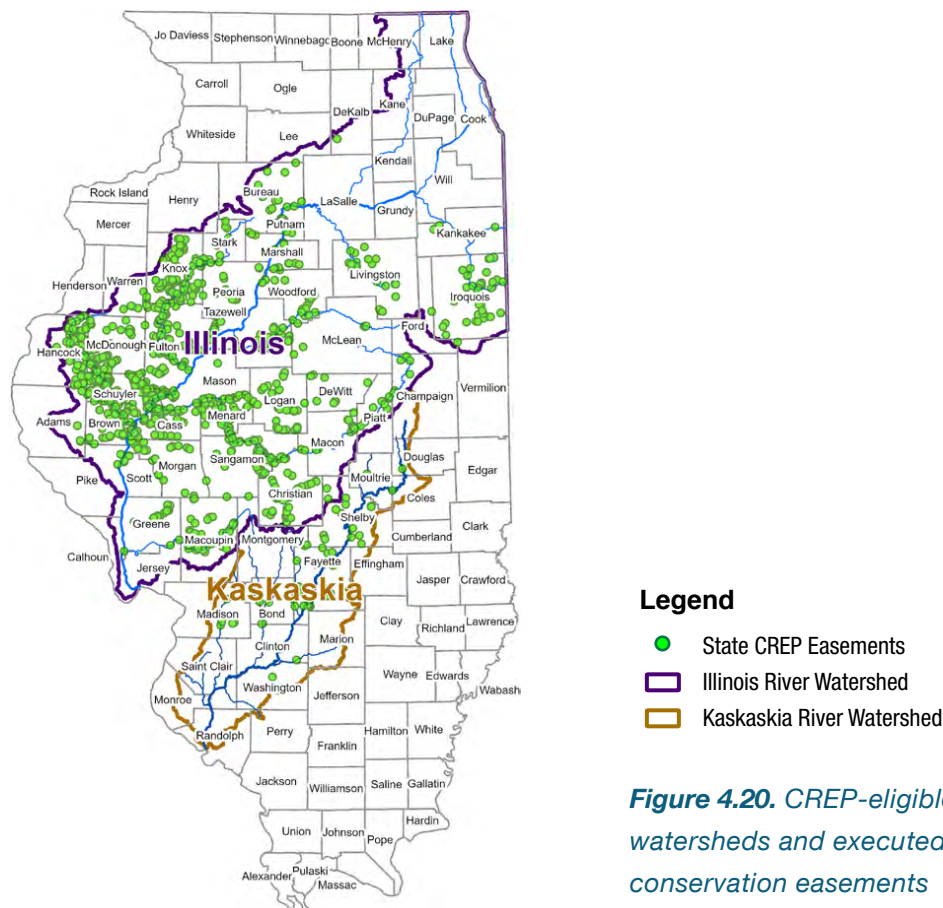 Jo Daviess Stephenson Winnebago Boone McHenry Lake
Carroll Ogle
DeKalb Kane
DuPage Cook
Whiteside Lee
Kendall
Will
Rock Island Bureau
Henry LaSalle
Grundy
Mercer Putnam
Kankakee
Stark
Marshall
Knox Livingston
Warren
Henderson Peoria Woodford Iroquois
Tazewell
Ford
Illinois
Hancock McDonough Fulton McLean
Mason
Vermilion
Schuyler Logan DeWitt Champaign
Menard Piatt
Adams Brown Cass
Macon
Douglas
Morgan Sangamon
Edgar
Pike Scott Moultrie
Christian Coles
Shelby
Greene Clark
Macoupin Montgomery Cumberland
Calhoun Fayette Effingham
Jersey Jasper Crawford
Kaskaskia
Madison Bond
Clay Richland Lawrence
Clinton Marion
Saint Clair
Wayne Edwards
Washington Wabash
Monroe Jefferson
Randolph Perry Hamilton White
Franklin
Jackson Williamson Saline Gallatin
Hardin
Union Johnson Pope
Alexander Pulaski
Massac
Legend
State CREP Easements
Illinois River Watershed
Kaskaskia River Watershed
Figure 4.20. CREP-eligible
watersheds and executed
conservation easements